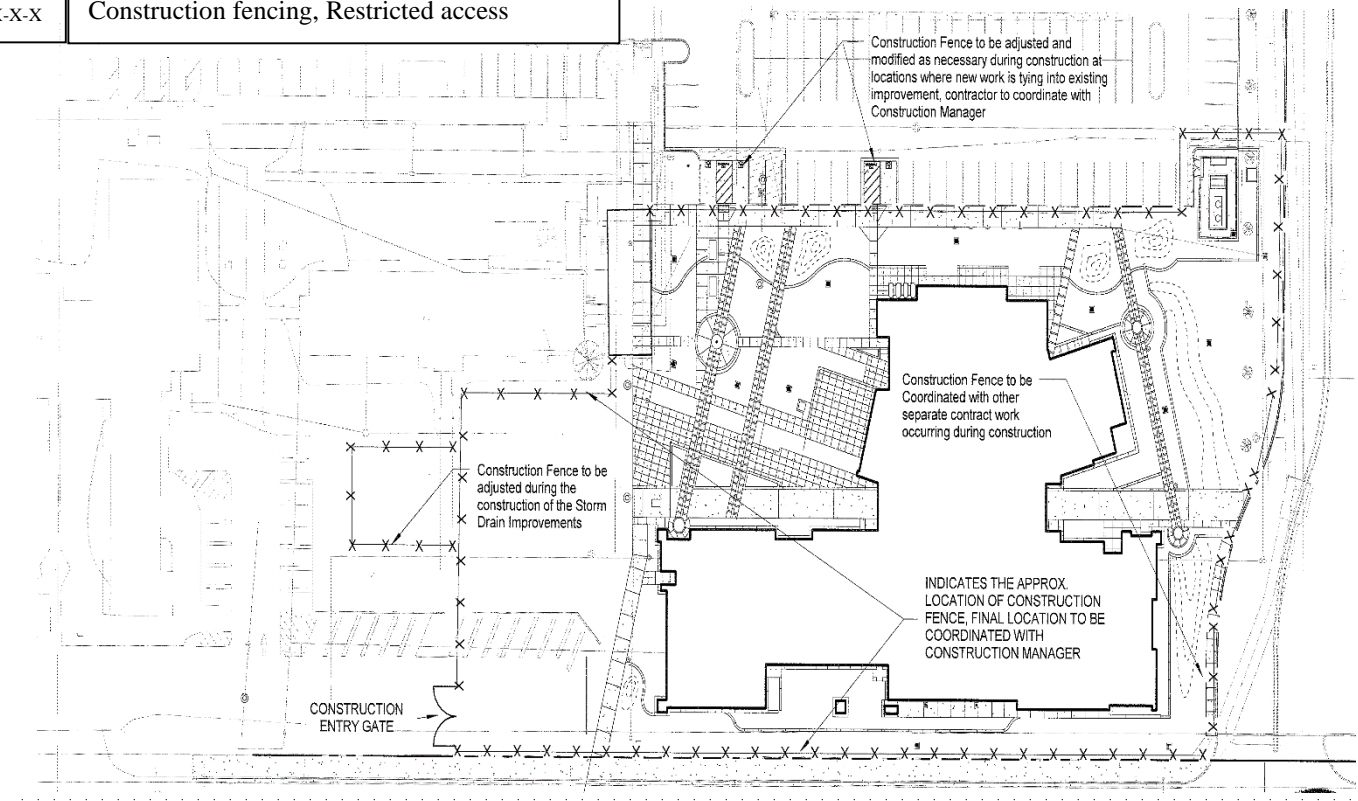 X-X-X
Construction fencing, Restricted access
Construction Fence to be adjusted and
modified as necessary during construction at
locations where new work is tying into existing
improvement, contractor to coordinate with
Construction Manager
Construction Fence to be
Coordinated with other
separate contract work
occurring during construction
Construction Fence to be
adjusted during the
construction of the Storm
Drain Improvements
INDICATES THE APPROX.
LOCATION OF CONSTRUCTION
FENCE, FINAL LOCATION TO BE
COORDINATED WITH
CONSTRUCTION MANAGER
CONSTRUCTION
ENTRY GATE